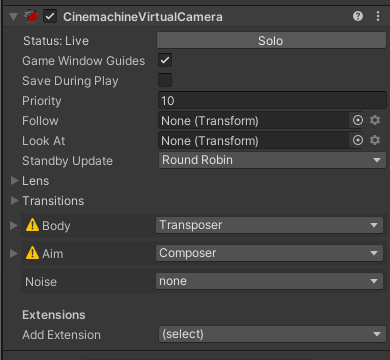 CinemachineVirtualCamera
Status: Live Solo
Game Window Guides
Save During Play
Priority 10
Follow None (Transform)
Look At None (Transform)
Standby Update Round Robin
Lens
Transitions
Body Transposer
Aim Composer
Noise none
Extensions
Add Extension (select)